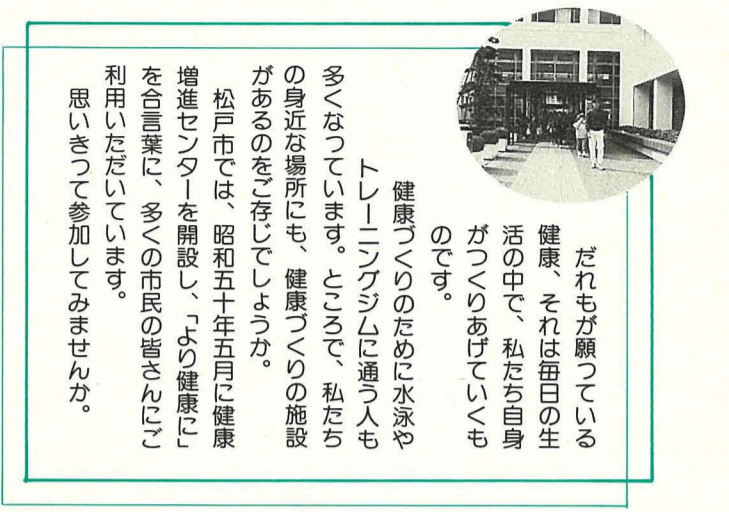 だれもが願っている
健康、それは毎日の生
活の中で、私たち自身
がつくりあげていくも
のです。
健康づくりのために水泳や
トレーニングジムに通う人も
多くなっています。ところで、私たち
の身近な場所にも、健康づくりの施設
があるのをご存じでしょうか。
松戸市では、昭和五十年五月に健康
増進センターを開設し、「より健康に」
を合言葉に、多くの市民の皆さんにご
利用いただいています。
思いきって参加してみませんか。